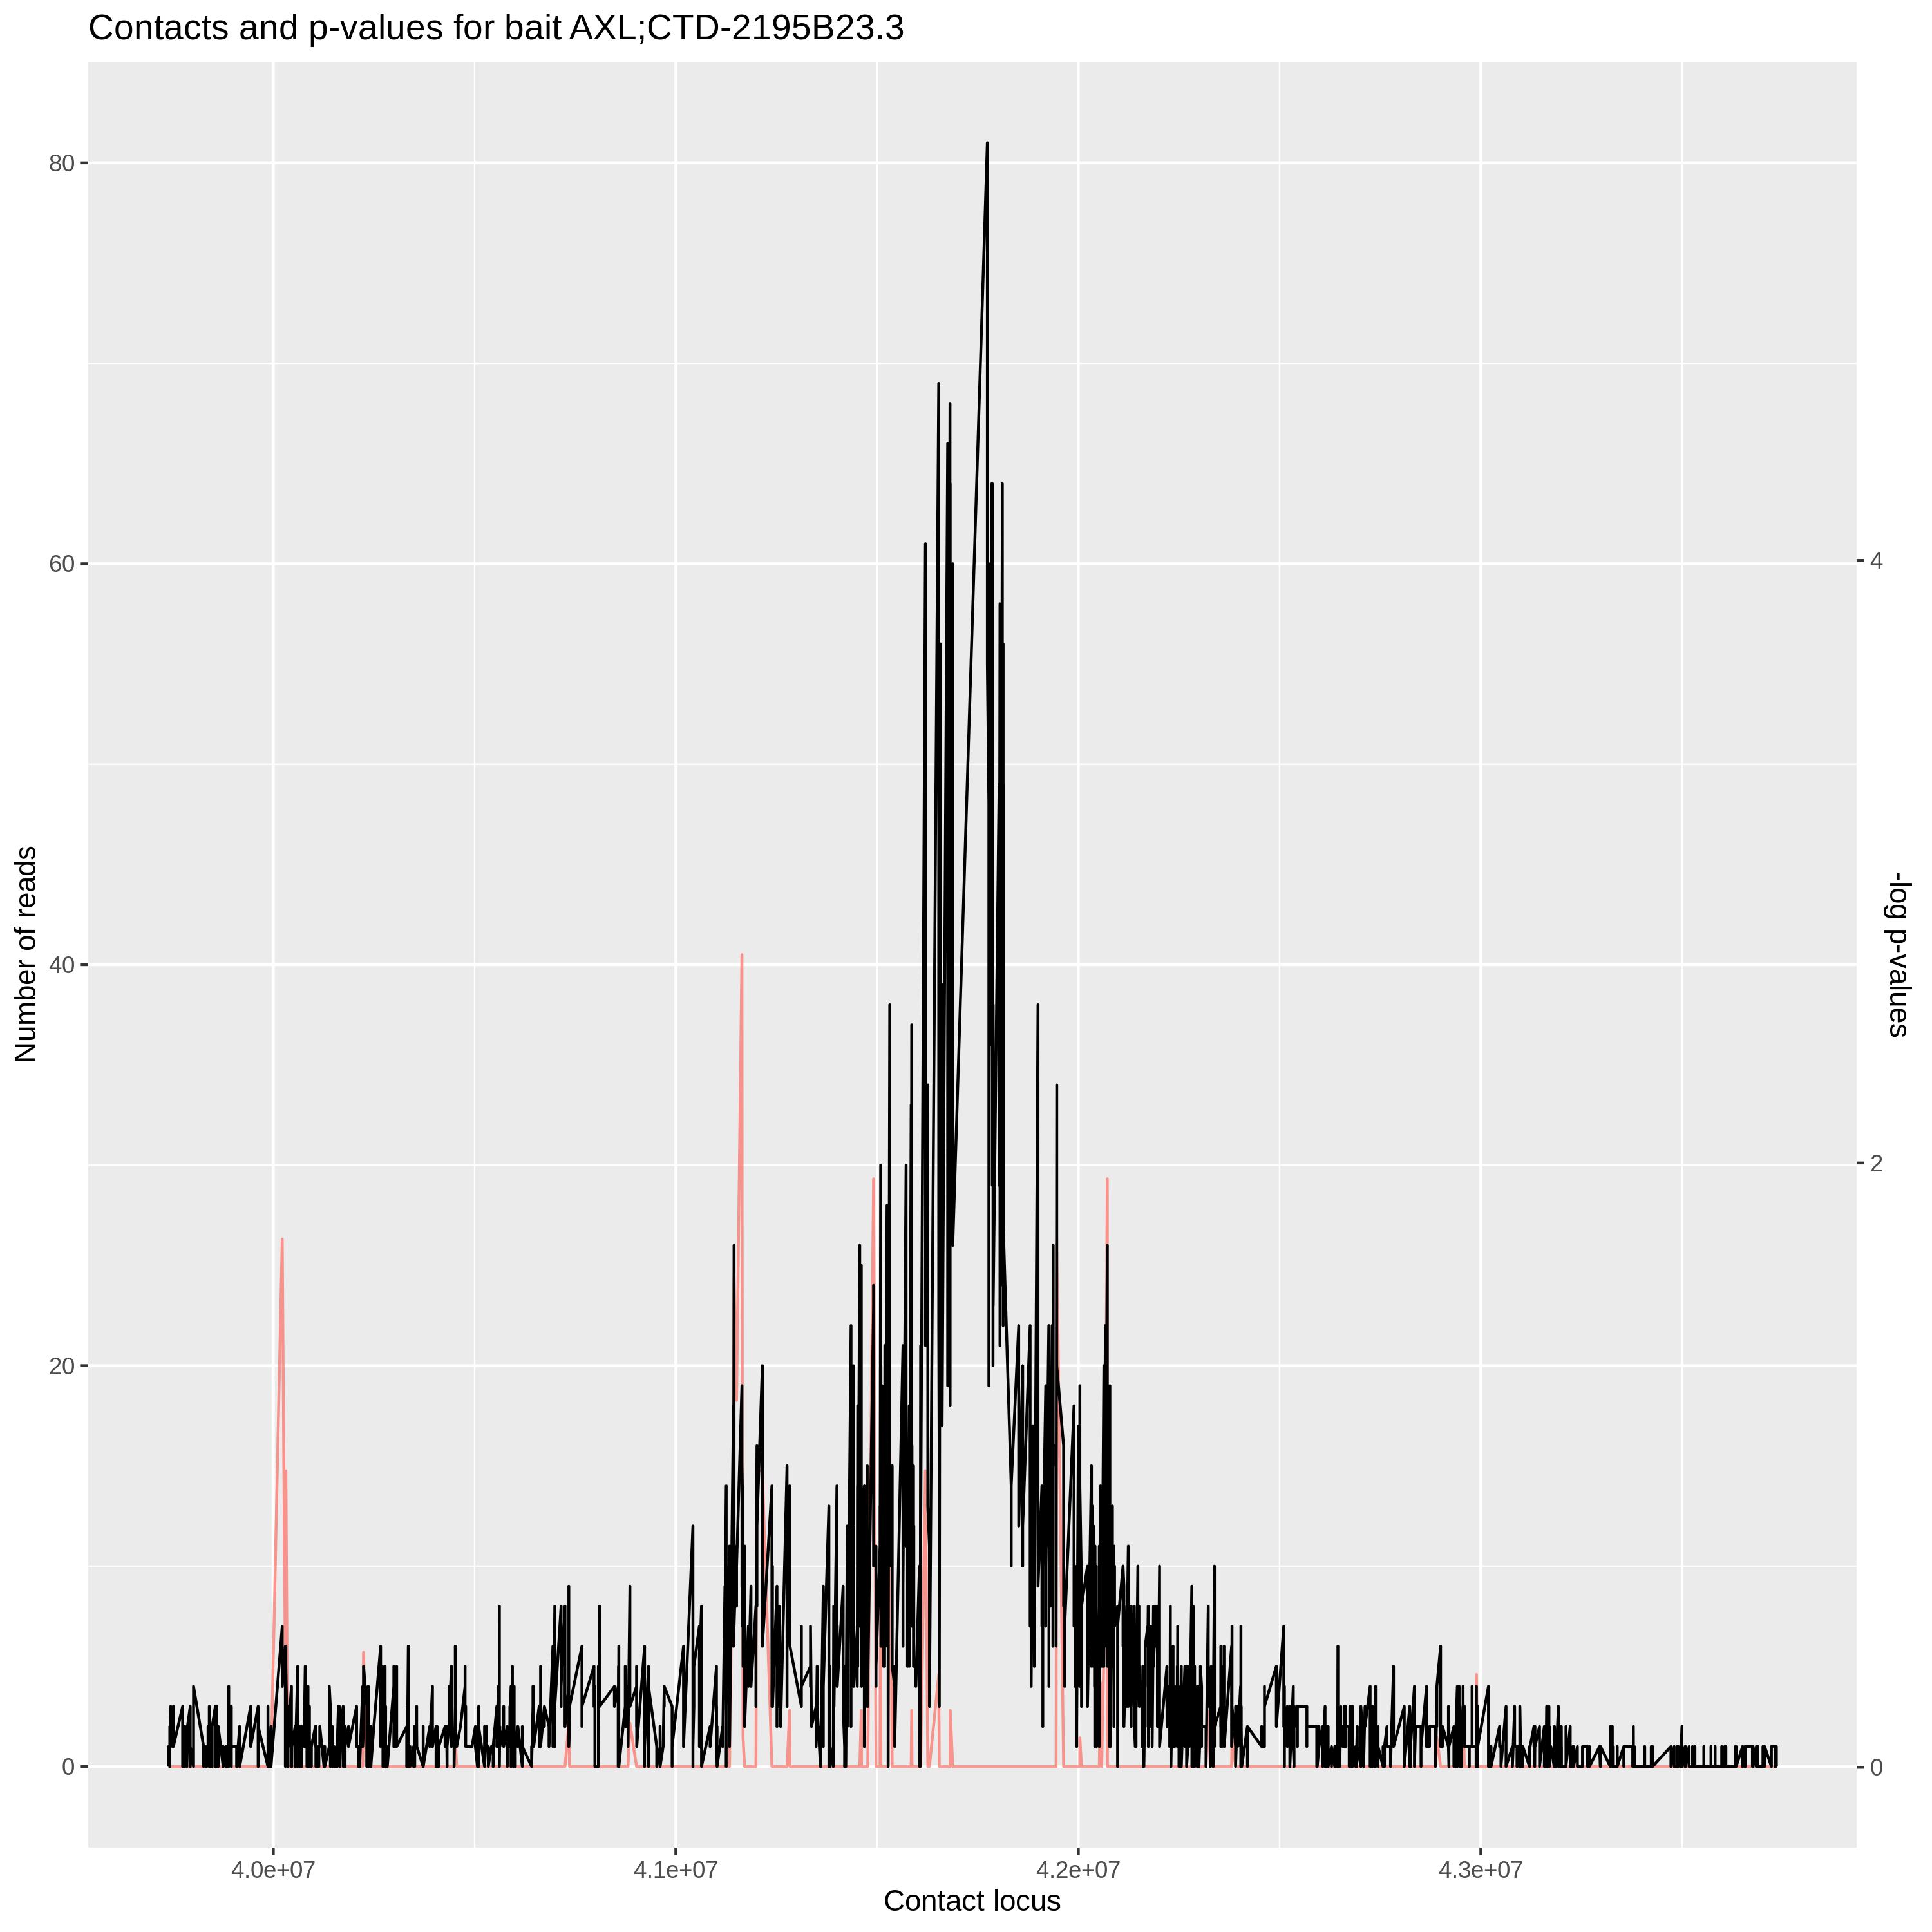 Contacts and p-values for bait AXL;CTD-2195B23.3
80
60
40
20
0
Number of reads
4
2
0
-log p-values
4.0e+07
4.1e+07
4.2e+07
4.3e+07
Contact locus